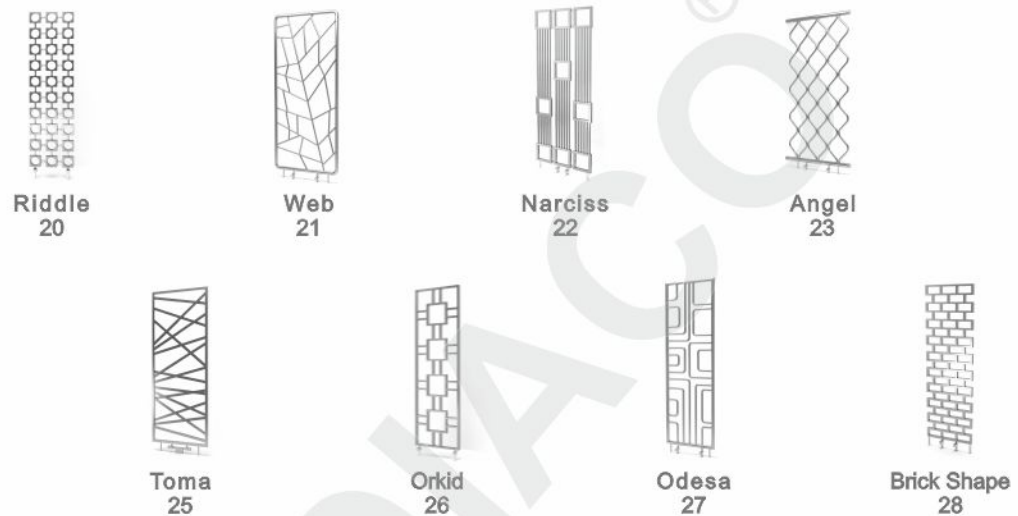 Riddle
20
Web
21
Narciss
22
Angel
23
Toma
25
Orkid
26
Odesa
27
Brick Shape
28